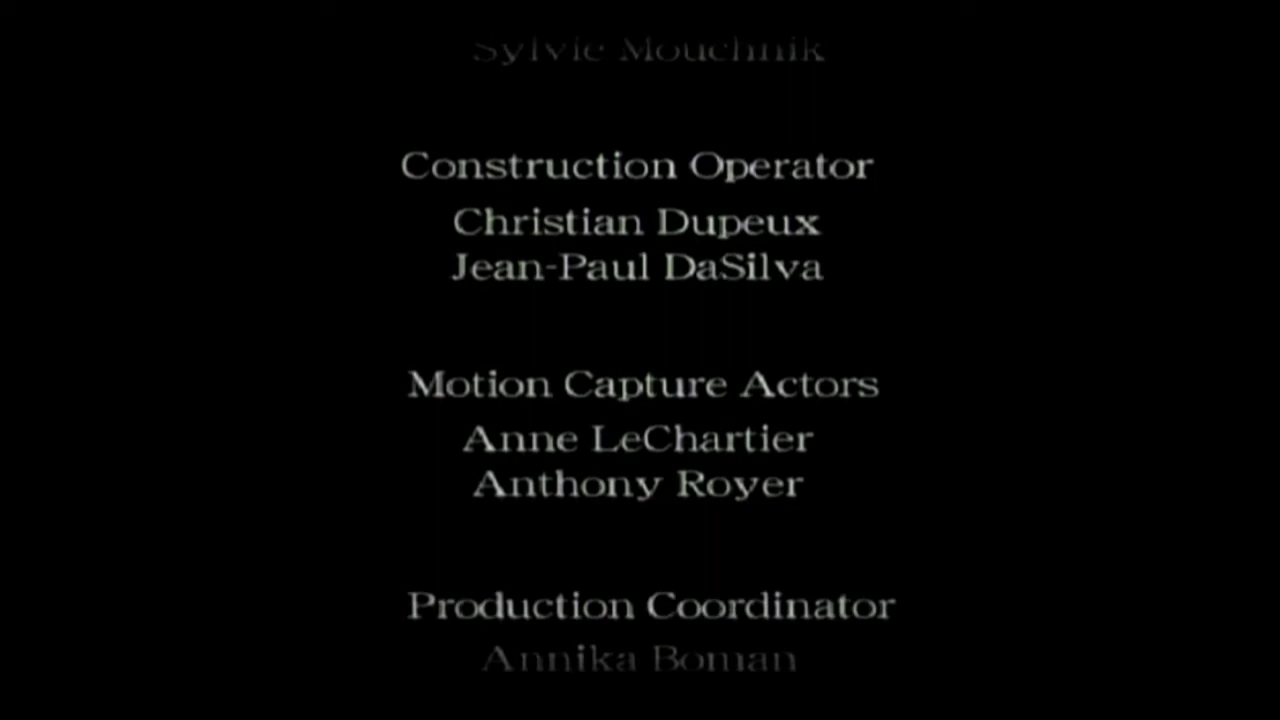 Sylvie Mouchnik
Construction Operator
Christian Dupeux
Jean-Paul DaSilva
Motion Capture Actors
Anne LeChartier
Anthony Royer
Production Coordinator
Annika Boman